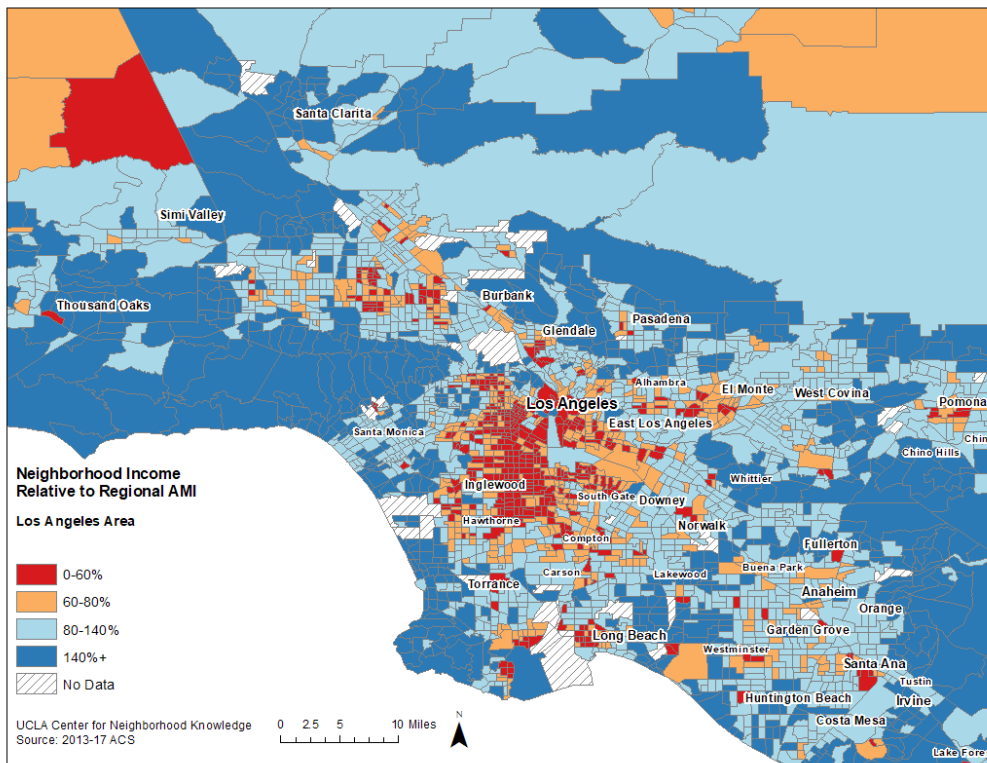 Santa Clarita
Simi Valley
Thousand Oaks
Burbank
Glendale
Pasadena
Alhambra
El Monte
West Covina
Pomona
Los Angeles
East Los Angeles
Santa Monica
Chin
Chino Hills
Whittier
Inglewood
South Gate
Downey
Hawthorne
Norwalk
Compton
Fullerton
Carson
Lakewood
Buena Park
Torrance
Anaheim
Orange
Long Beach
Garden Grove
Westminster
Santa Ana
Tustin
Huntington Beach
Irvine
Costa Mesa
Lake Fores
Neighborhood Income
Relative to Regional AMI
Los Angeles Area
0-60%
60-80%
80-140%
140%+
No Data
UCLA Center for Neighborhood Knowledge
Source: 2013-17 ACS
0 2.5 5 10 Miles
N